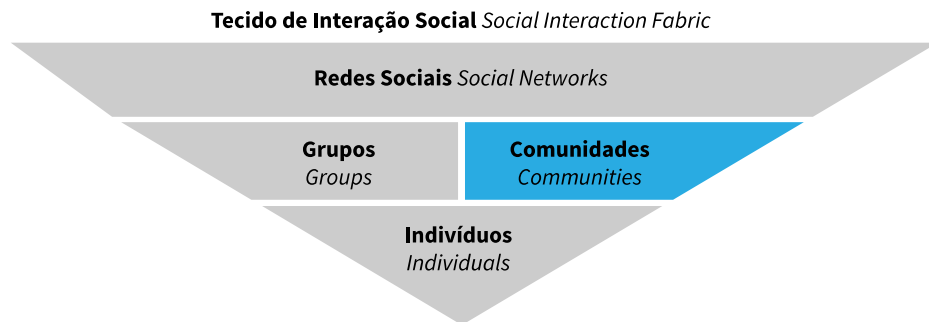 Tecido de Interação Social Social Interaction Fabric
Redes Sociais Social Networks
Grupos
Groups
Comunidades
Communities
Indivíduos
Individuals